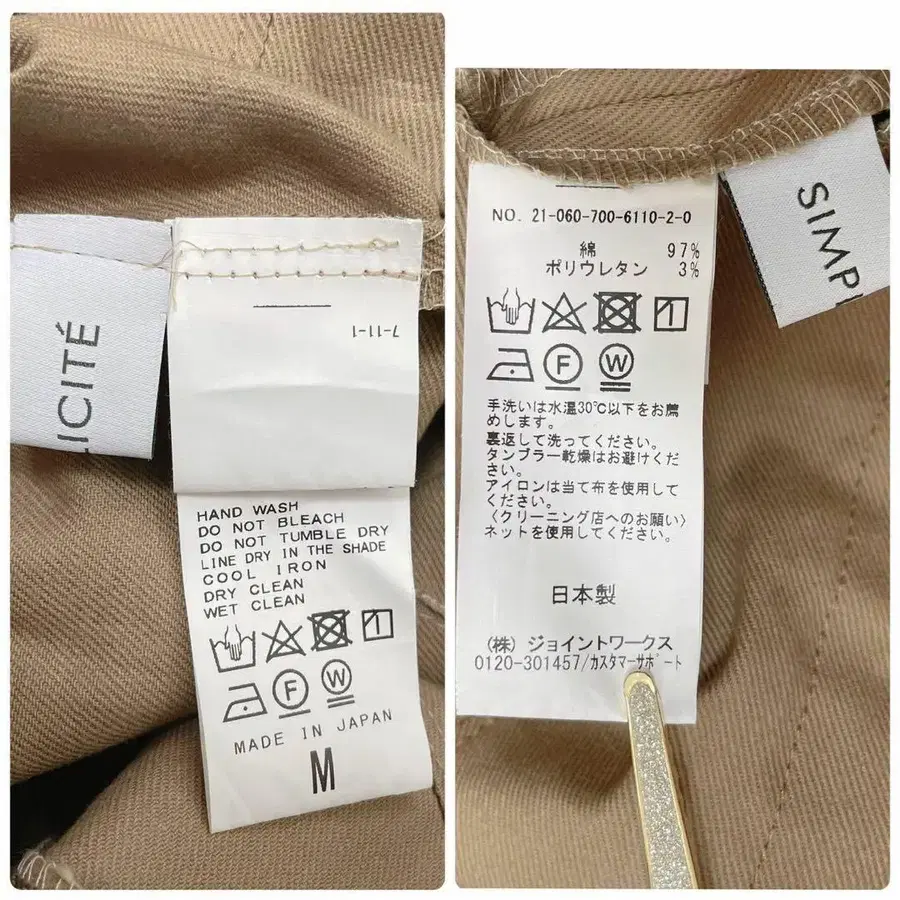 LICITÉ
7-11-1
HAND WASH
DO NOT BLEACH
DO NOT TUMBLE DRY
LINE DRY IN THE SHADE
COOL IRON
DRY CLEAN
WET CLEAN
F
W
MADE IN JAPAN
M
SIMPL
NO. 21-060-700-6110-2-0
綿 97%
ポリウレタン 3%
F
W
手洗いは水温30℃以下をお薦
めします。
裏返して洗ってください。
タンブラー乾燥はお避けくだ
さい。
アイロンは当て布を使用して
ください。
〈クリーニング店へのお願い〉
ネットを使用してください。
日本製
(株) ジョイントワークス
0120-301457/カスタマーサポート